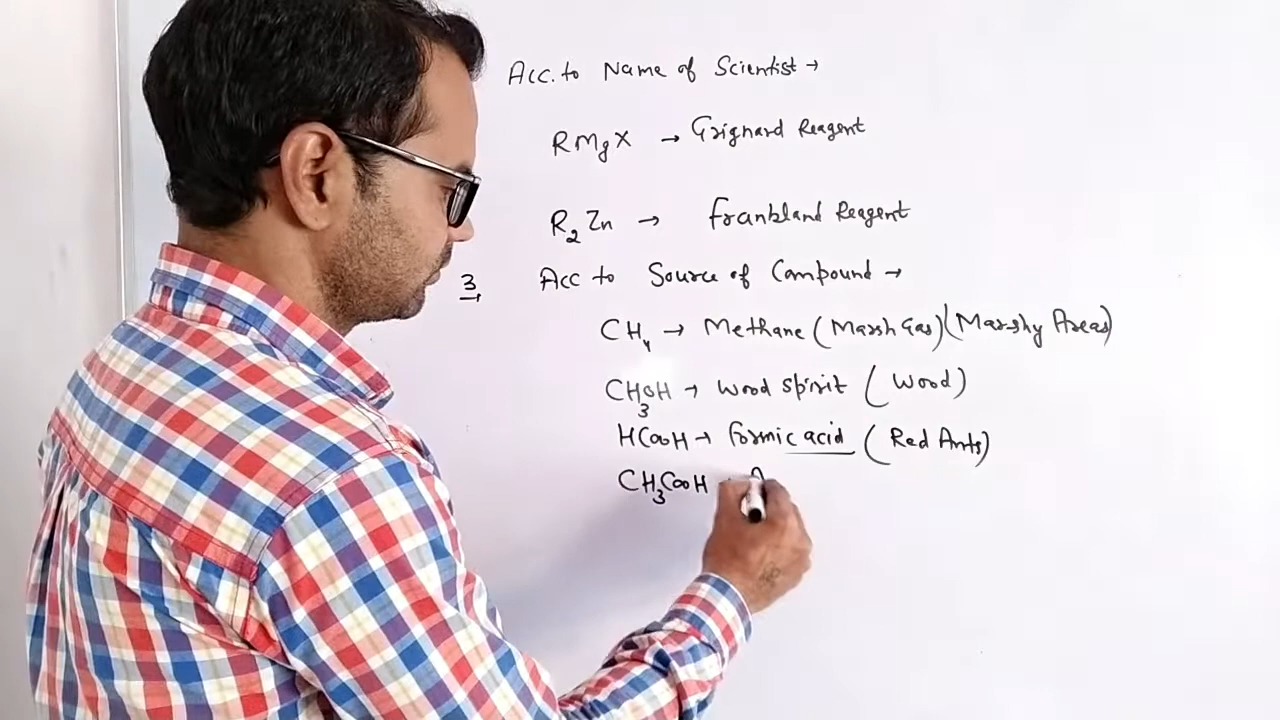 Acc. to Name of Scientist →
RMgX → Grignard Reagent
R2Zn → Frankland Reagent
3 Acc to Source of Compound →
CH4 → Methane (Marsh Gas) (Marshy Areas)
CH3OH → Wood spirit (Wood)
HCOOH → Formic acid (Red Ants)
CH3COOH